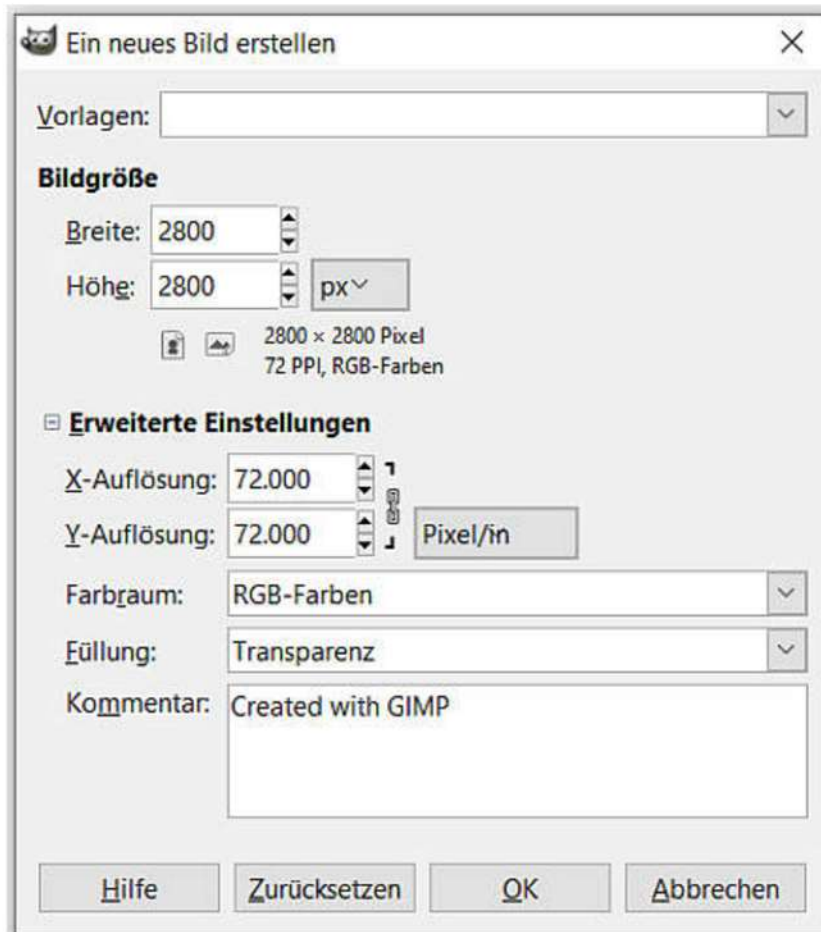 Ein neues Bild erstellen
Vorlagen:
Bildgröße
Breite: 2800
Höhe: 2800 px
2800 × 2800 Pixel
72 PPI, RGB-Farben
Erweiterte Einstellungen
X-Auflösung: 72.000
Y-Auflösung: 72.000 Pixel/in
Farbraum: RGB-Farben
Füllung: Transparenz
Kommentar: Created with GIMP
Hilfe Zurücksetzen OK Abbrechen